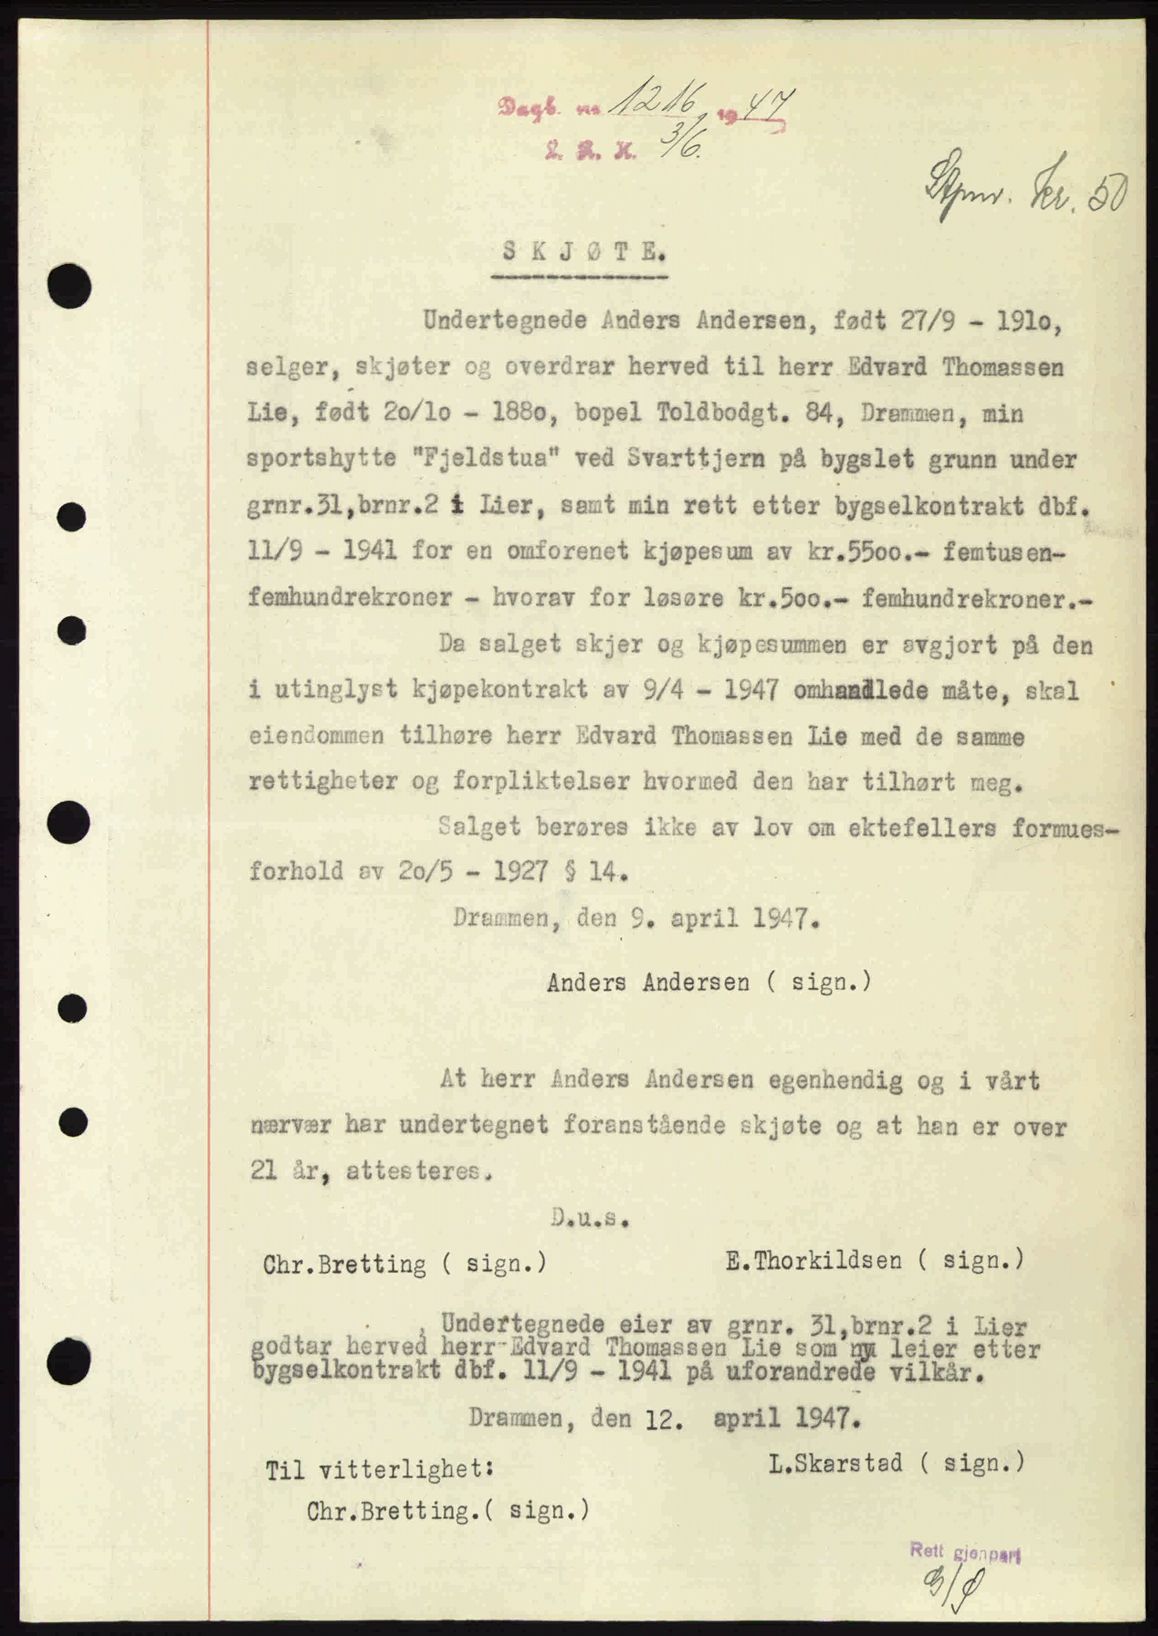 Dagb. nr. 1216 1947
L. R. K. 3/6.
Stpmr. kr. 50
SKJØTE.
Undertegnede Anders Andersen, født 27/9 - 191o,
selger, skjøter og overdrar herved til herr Edvard Thomassen
Lie, født 2o/1o - 188o, bopel Toldbodgt. 84, Drammen, min
sportshytte "Fjeldstua" ved Svarttjern på bygslet grunn under
grnr.31,brnr.2 i Lier, samt min rett etter bygselkontrakt dbf.
11/9 - 1941 for en omforenet kjøpesum av kr.55oo.- femtusen-
femhundrekroner - hvorav for løsøre kr.5oo.- femhundrekroner.-
Da salget skjer og kjøpesummen er avgjort på den
i utinglyst kjøpekontrakt av 9/4 - 1947 omhandlede måte, skal
eiendommen tilhøre herr Edvard Thomassen Lie med de samme
rettigheter og forpliktelser hvormed den har tilhørt meg.
Salget berøres ikke av lov om ektefellers formues-
forhold av 2o/5 - 1927 § 14.
Drammen, den 9. april 1947.
Anders Andersen ( sign.)
At herr Anders Andersen egenhendig og i vårt
nærvær har undertegnet foranstående skjøte og at han er over
21 år, attesteres.
D.u.s.
Chr.Bretting ( sign.) E.Thorkildsen ( sign.)
Undertegnede eier av grnr. 31,brnr.2 i Lier
godtar herved herr Edvard Thomassen Lie som ny leier etter
bygselkontrakt dbf. 11/9 - 1941 på uforandrede vilkår.
Drammen, den 12. april 1947.
Til vitterlighet: L.Skarstad ( sign.)
Chr.Bretting.( sign.)
Rett gjenpart